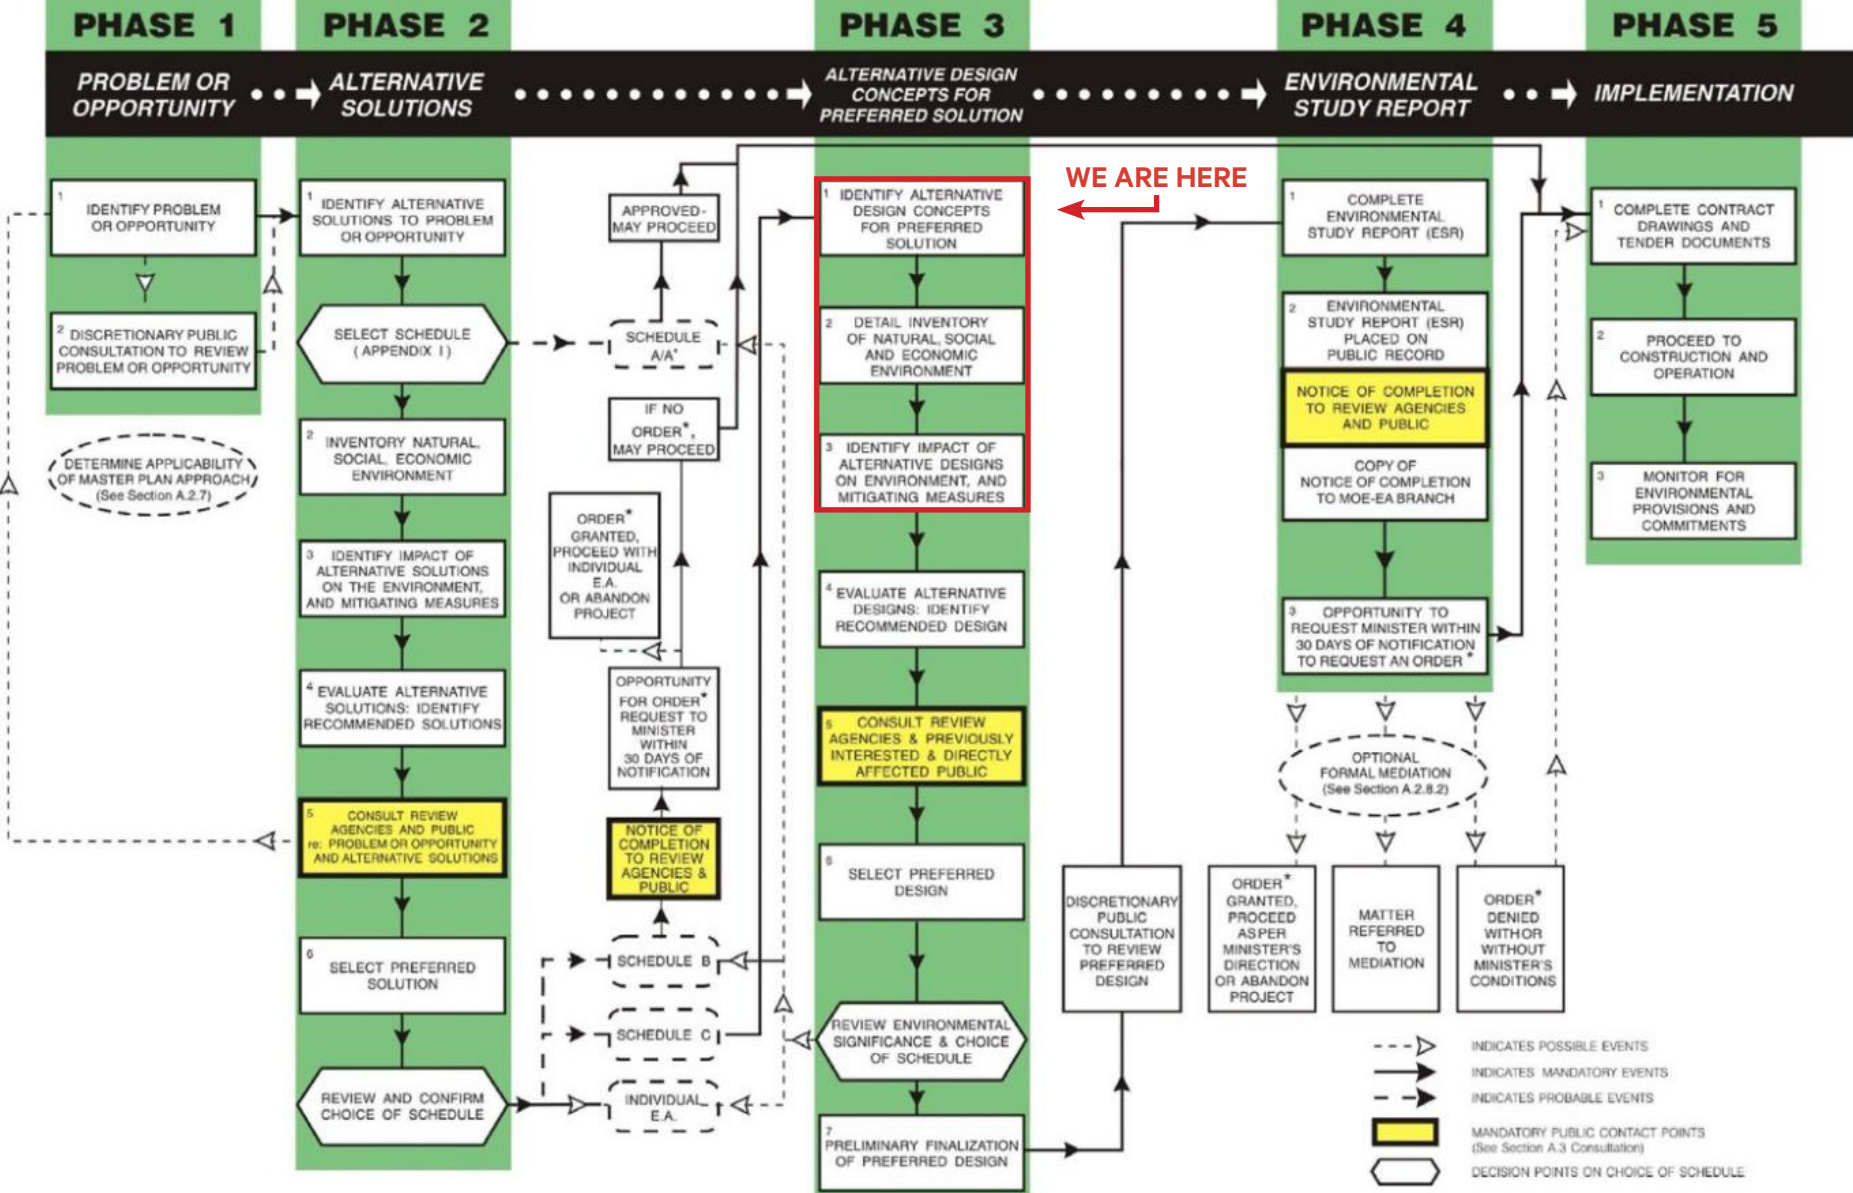 PHASE 1
PHASE 2
PHASE 3
PHASE 4
PHASE 5
PROBLEM OR
OPPORTUNITY
ALTERNATIVE
SOLUTIONS
ALTERNATIVE DESIGN
CONCEPTS FOR
PREFERRED SOLUTION
ENVIRONMENTAL
STUDY REPORT
IMPLEMENTATION
1
IDENTIFY PROBLEM
OR OPPORTUNITY
2
DISCRETIONARY PUBLIC
CONSULTATION TO REVIEW
PROBLEM OR OPPORTUNITY
DETERMINE APPLICABILITY
OF MASTER PLAN APPROACH
(See Section A.2.7)
1
IDENTIFY ALTERNATIVE
SOLUTIONS TO PROBLEM
OR OPPORTUNITY
SELECT SCHEDULE
( APPENDIX I )
2
INVENTORY NATURAL,
SOCIAL, ECONOMIC
ENVIRONMENT
3
IDENTIFY IMPACT OF
ALTERNATIVE SOLUTIONS
ON THE ENVIRONMENT,
AND MITIGATING MEASURES
4
EVALUATE ALTERNATIVE
SOLUTIONS: IDENTIFY
RECOMMENDED SOLUTIONS
5
CONSULT REVIEW
AGENCIES AND PUBLIC
re: PROBLEM OR OPPORTUNITY
AND ALTERNATIVE SOLUTIONS
6
SELECT PREFERRED
SOLUTION
REVIEW AND CONFIRM
CHOICE OF SCHEDULE
APPROVED-
MAY PROCEED
SCHEDULE
A/A+
IF NO
ORDER*,
MAY PROCEED
ORDER*
GRANTED,
PROCEED WITH
INDIVIDUAL
E.A.
OR ABANDON
PROJECT
OPPORTUNITY
FOR ORDER*
REQUEST TO
MINISTER
WITHIN
30 DAYS OF
NOTIFICATION
NOTICE OF
COMPLETION
TO REVIEW
AGENCIES &
PUBLIC
SCHEDULE B
SCHEDULE C
INDIVIDUAL
E.A.
1
IDENTIFY ALTERNATIVE
DESIGN CONCEPTS
FOR PREFERRED
SOLUTION
2
DETAIL INVENTORY
OF NATURAL, SOCIAL
AND ECONOMIC
ENVIRONMENT
3
IDENTIFY IMPACT OF
ALTERNATIVE DESIGNS
ON ENVIRONMENT, AND
MITIGATING MEASURES
4
EVALUATE ALTERNATIVE
DESIGNS: IDENTIFY
RECOMMENDED DESIGN
5
CONSULT REVIEW
AGENCIES & PREVIOUSLY
INTERESTED & DIRECTLY
AFFECTED PUBLIC
6
SELECT PREFERRED
DESIGN
REVIEW ENVIRONMENTAL
SIGNIFICANCE & CHOICE
OF SCHEDULE
7
PRELIMINARY FINALIZATION
OF PREFERRED DESIGN
WE ARE HERE
DISCRETIONARY
PUBLIC
CONSULTATION
TO REVIEW
PREFERRED
DESIGN
1
COMPLETE
ENVIRONMENTAL
STUDY REPORT (ESR)
2
ENVIRONMENTAL
STUDY REPORT (ESR)
PLACED ON
PUBLIC RECORD
NOTICE OF COMPLETION
TO REVIEW AGENCIES
AND PUBLIC
COPY OF
NOTICE OF COMPLETION
TO MOE-EA BRANCH
3
OPPORTUNITY TO
REQUEST MINISTER WITHIN
30 DAYS OF NOTIFICATION
TO REQUEST AN ORDER *
OPTIONAL
FORMAL MEDIATION
(See Section A.2.8.2)
ORDER*
GRANTED,
PROCEED
AS PER
MINISTER'S
DIRECTION
OR ABANDON
PROJECT
MATTER
REFERRED
TO
MEDIATION
ORDER*
DENIED
WITH OR
WITHOUT
MINISTER'S
CONDITIONS
1
COMPLETE CONTRACT
DRAWINGS AND
TENDER DOCUMENTS
2
PROCEED TO
CONSTRUCTION AND
OPERATION
3
MONITOR FOR
ENVIRONMENTAL
PROVISIONS AND
COMMITMENTS
INDICATES POSSIBLE EVENTS
INDICATES MANDATORY EVENTS
INDICATES PROBABLE EVENTS
MANDATORY PUBLIC CONTACT POINTS
(See Section A.3 Consultation)
DECISION POINTS ON CHOICE OF SCHEDULE